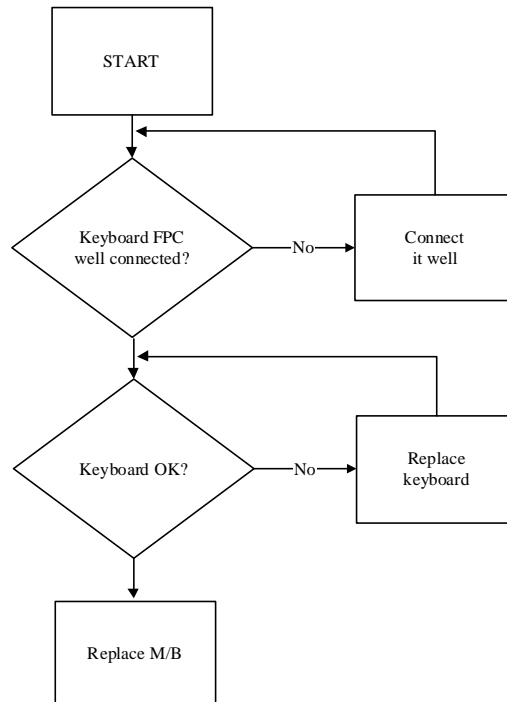 START
Keyboard FPC
well connected?
No
Connect
it well
Keyboard OK?
No
Replace
keyboard
Replace M/B